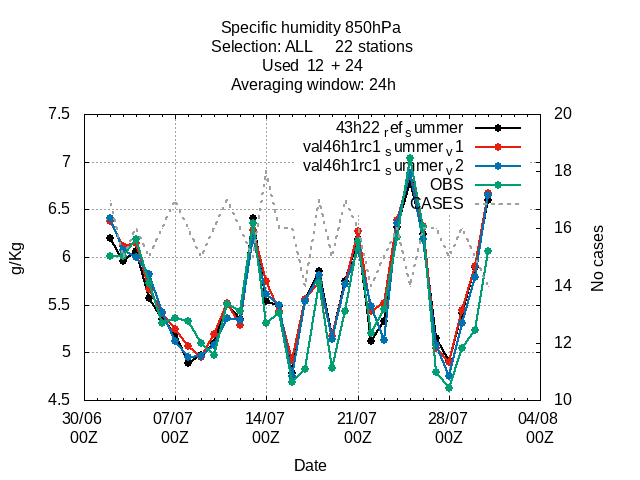 Specific humidity 850hPa
Selection: ALL 22 stations
Used 12 + 24
Averaging window: 24h
43h22 ref summer
val46h1rc1 summer v1
val46h1rc1 summer v2
OBS
CASES
7.5
7
6.5
6
5.5
5
4.5
g/Kg
20
18
16
14
12
10
No cases
30/06 07/07 14/07 21/07 28/07 04/08
00Z 00Z 00Z 00Z 00Z 00Z
Date